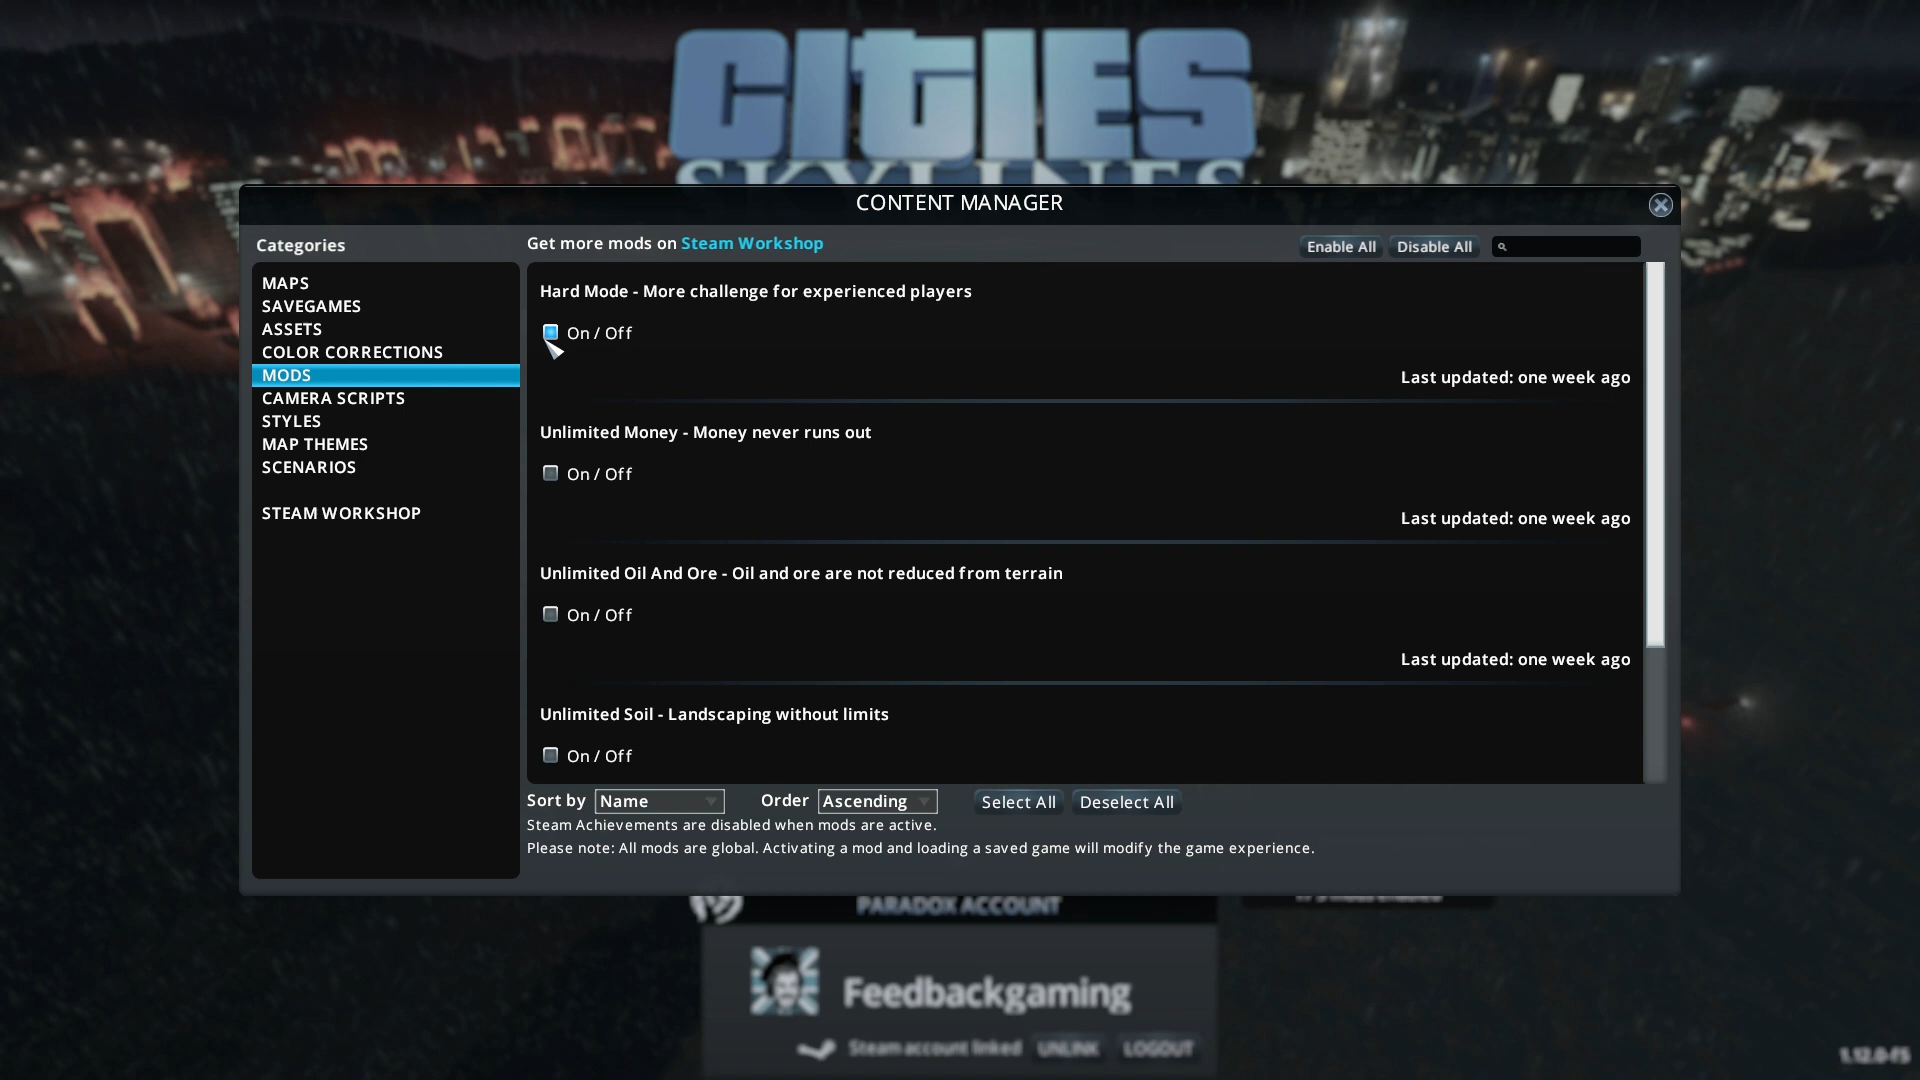 CITIES
SKYLINES
CONTENT MANAGER
Categories
Get more mods on Steam Workshop
Enable All
Disable All
MAPS
SAVEGAMES
ASSETS
COLOR CORRECTIONS
MODS
CAMERA SCRIPTS
STYLES
MAP THEMES
SCENARIOS
STEAM WORKSHOP
Hard Mode - More challenge for experienced players
On / Off
Last updated: one week ago
Unlimited Money - Money never runs out
On / Off
Last updated: one week ago
Unlimited Oil And Ore - Oil and ore are not reduced from terrain
On / Off
Last updated: one week ago
Unlimited Soil - Landscaping without limits
On / Off
Sort by Name Order Ascending Select All Deselect All
Steam Achievements are disabled when mods are active.
Please note: All mods are global. Activating a mod and loading a saved game will modify the game experience.
PARADOX ACCOUNT
Feedbackgaming
Steam account linked UNLINK LOGOUT
1.12.0-f5